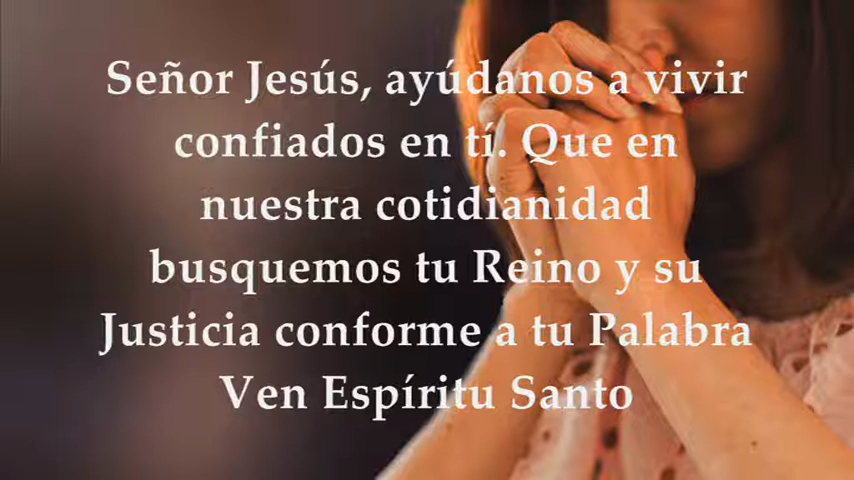 Señor Jesús, ayúdanos a vivir
confiados en tí. Que en
nuestra cotidianidad
busquemos tu Reino y su
Justicia conforme a tu Palabra
Ven Espíritu Santo